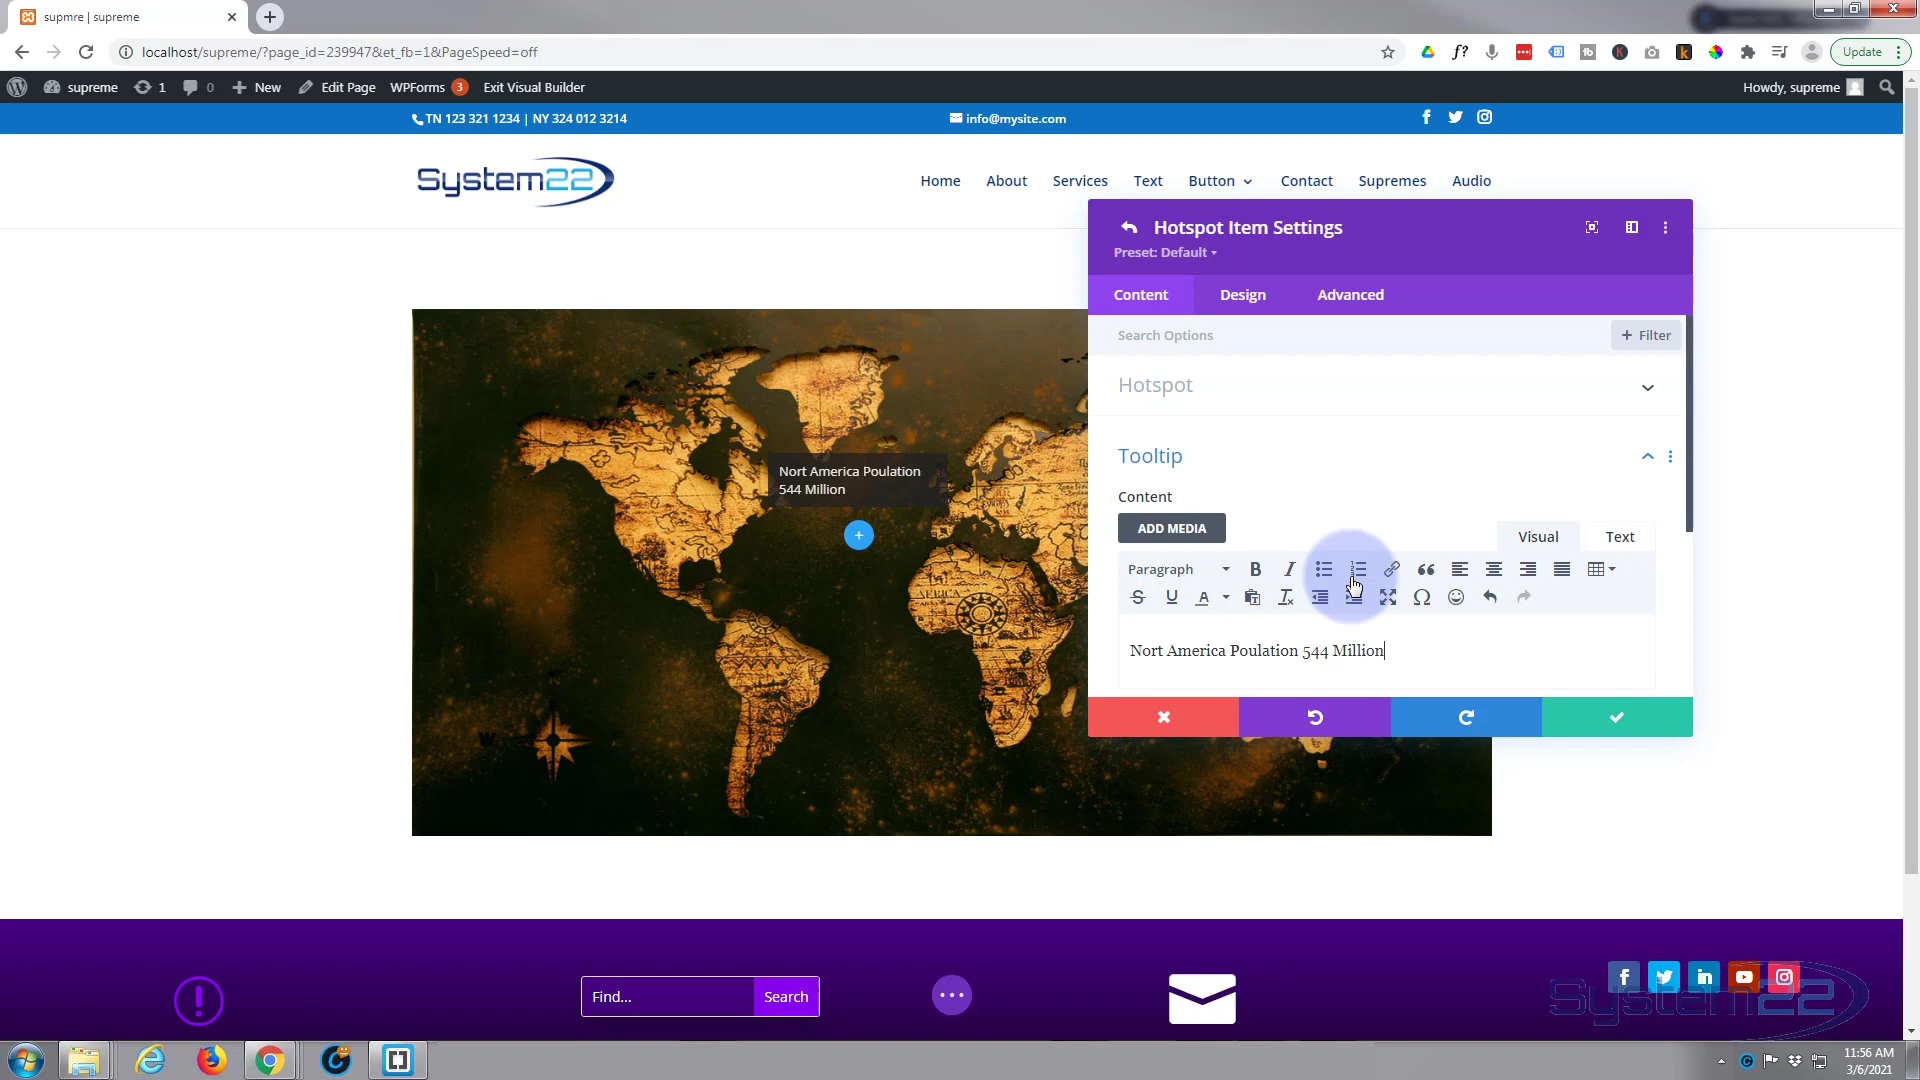 supmre | supreme
localhost/supreme/?page_id=239947&et_fb=1&PageSpeed=off
Update
supreme
1
0
New
Edit Page
WPForms 3
Exit Visual Builder
Howdy, supreme
TN 123 321 1234 | NY 324 012 3214
info@mysite.com
System22
Home
About
Services
Text
Button
Contact
Supremes
Audio
Hotspot Item Settings
Preset: Default
Content
Design
Advanced
Search Options
+ Filter
Hotspot
Tooltip
Content
ADD MEDIA
Visual
Text
Paragraph
Nort America Poulation 544 Million
Nort America Poulation
544 Million
AFRICA
Find...
Search
System22
11:56 AM
3/6/2021